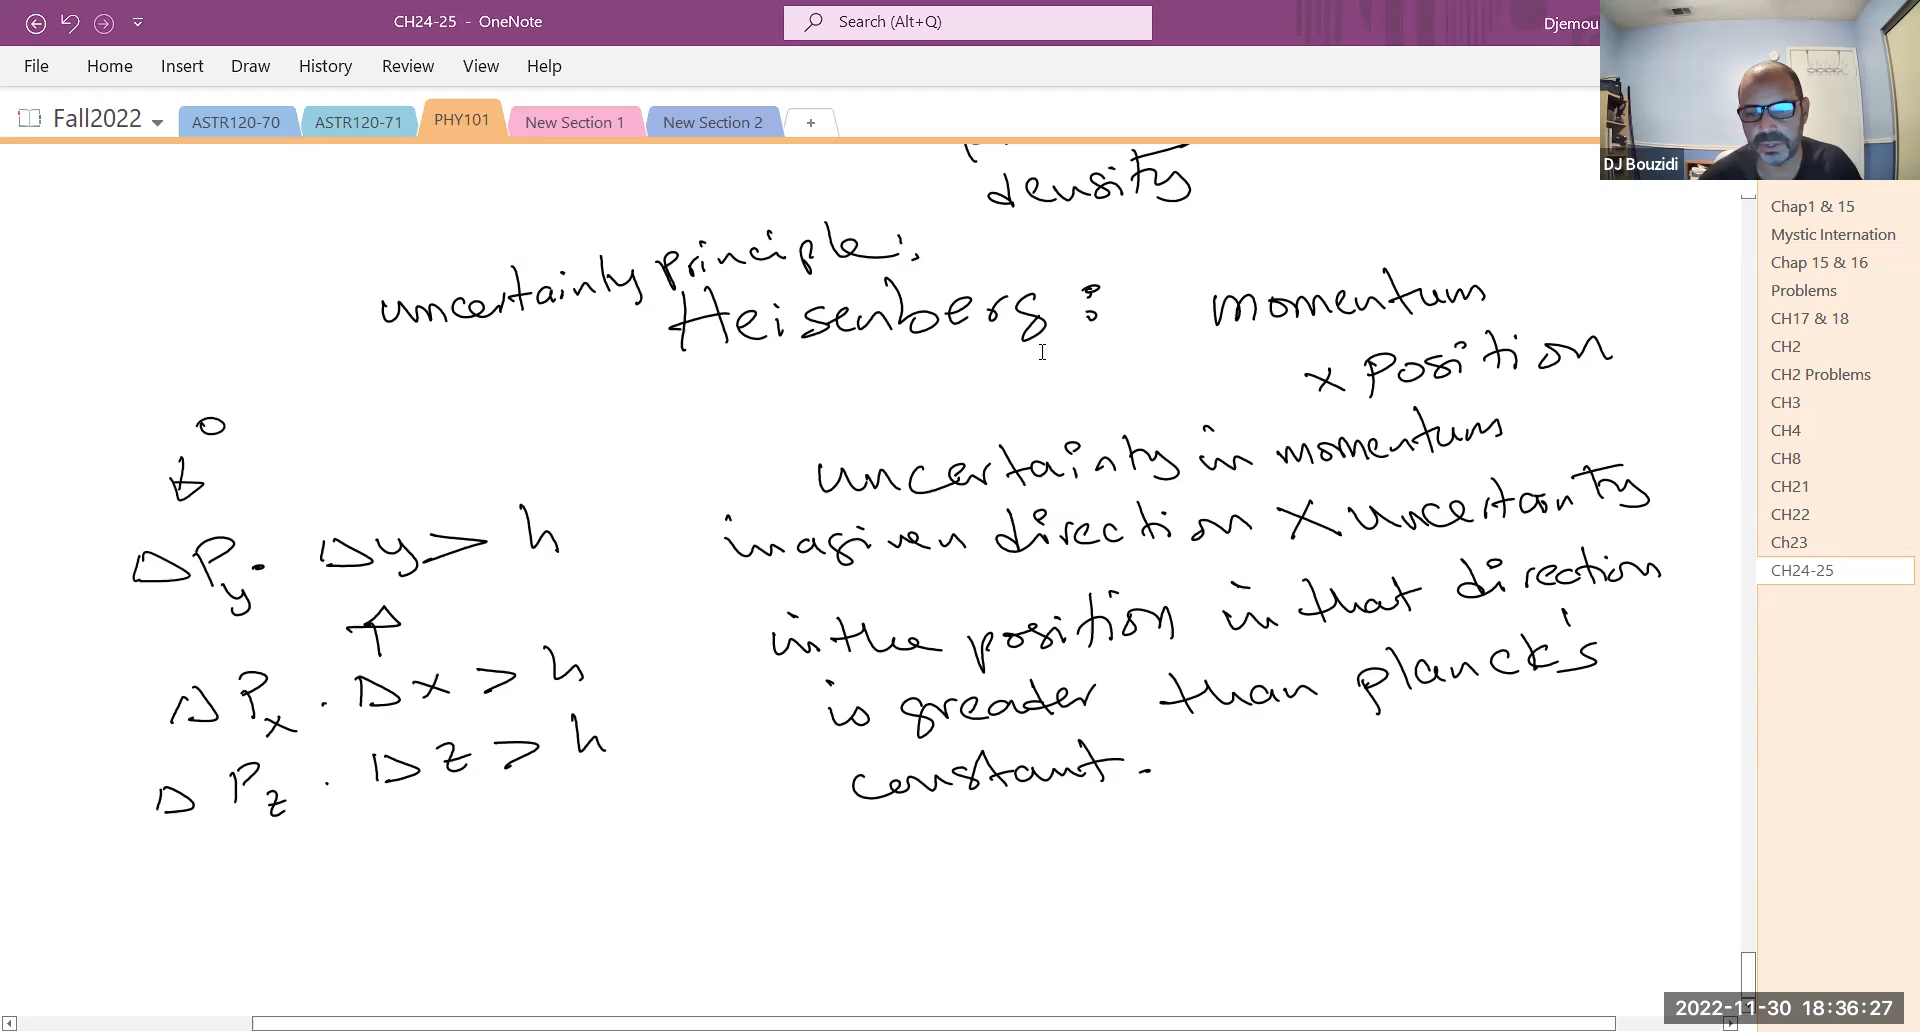 CH24-25 - OneNote
Search (Alt+Q)
Djemou
File Home Insert Draw History Review View Help
Fall2022
ASTR120-70 ASTR120-71 PHY101 New Section 1 New Section 2 +
DJ Bouzidi
density
uncertainty principle:
Heisenberg :
momentum
x position
uncertainty in momentum
in a given direction X uncertainty
in the position in that direction
is greater than planck's
constant.
ΔPy · Δy > h
ΔPx · Δx > h
ΔPz · Δz > h
Chap1 & 15
Mystic Internation
Chap 15 & 16
Problems
CH17 & 18
CH2
CH2 Problems
CH3
CH4
CH8
CH21
CH22
Ch23
CH24-25
2022-11-30 18:36:27